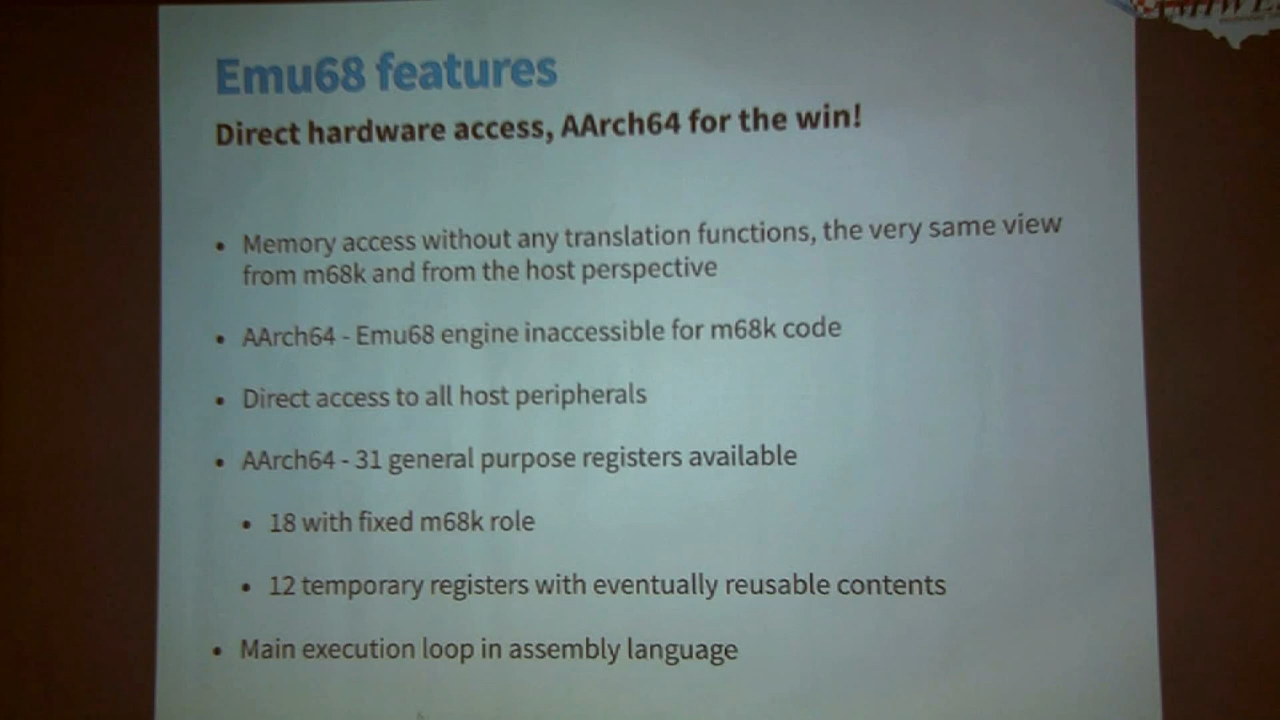 Emu68 features
Direct hardware access, AArch64 for the win!
• Memory access without any translation functions, the very same view
from m68k and from the host perspective
• AArch64 - Emu68 engine inaccessible for m68k code
• Direct access to all host peripherals
• AArch64 - 31 general purpose registers available
• 18 with fixed m68k role
• 12 temporary registers with eventually reusable contents
• Main execution loop in assembly language